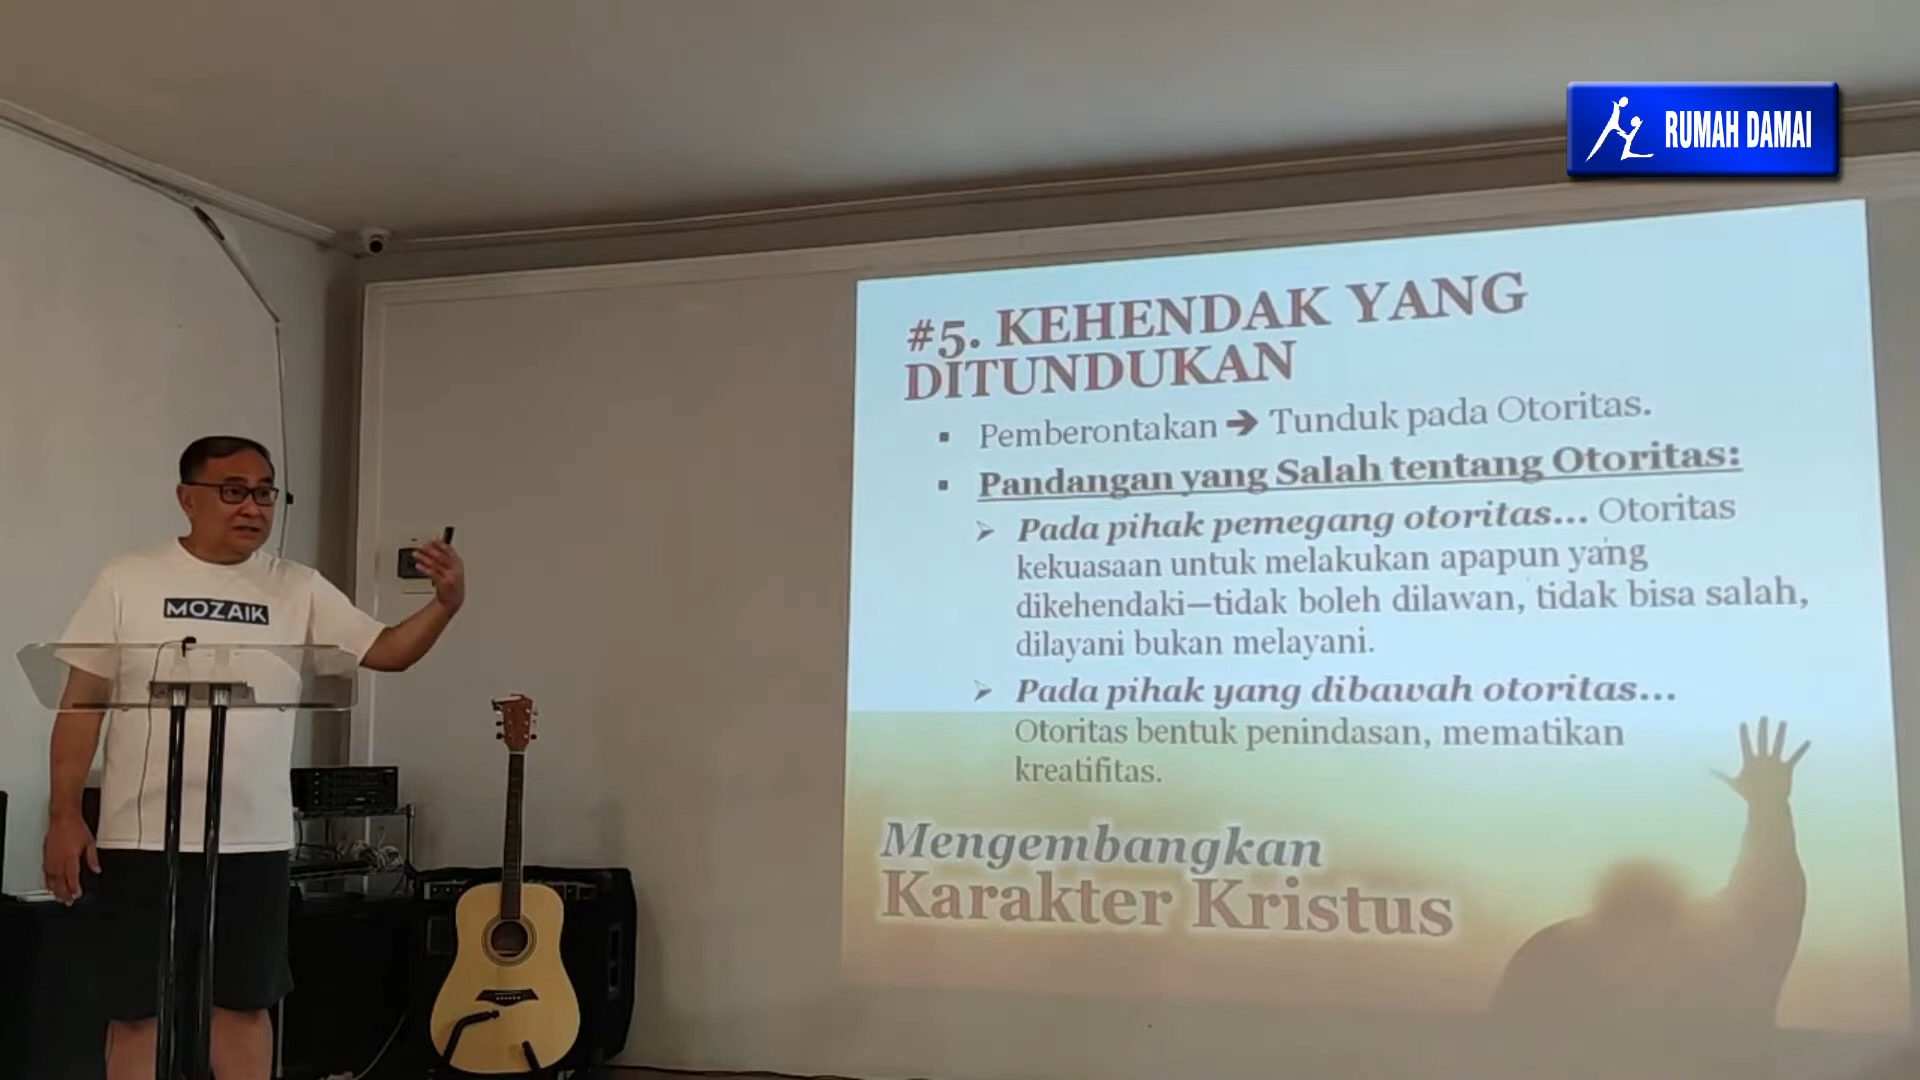 RUMAH DAMAI
#5. KEHENDAK YANG
DITUNDUKAN
▪ Pemberontakan ➔ Tunduk pada Otoritas.
▪ Pandangan yang Salah tentang Otoritas:
➢ Pada pihak pemegang otoritas... Otoritas
kekuasaan untuk melakukan apapun yang
dikehendaki—tidak boleh dilawan, tidak bisa salah,
dilayani bukan melayani.
➢ Pada pihak yang dibawah otoritas...
Otoritas bentuk penindasan, mematikan
kreatifitas.
Mengembangkan
Karakter Kristus
MOZAIK